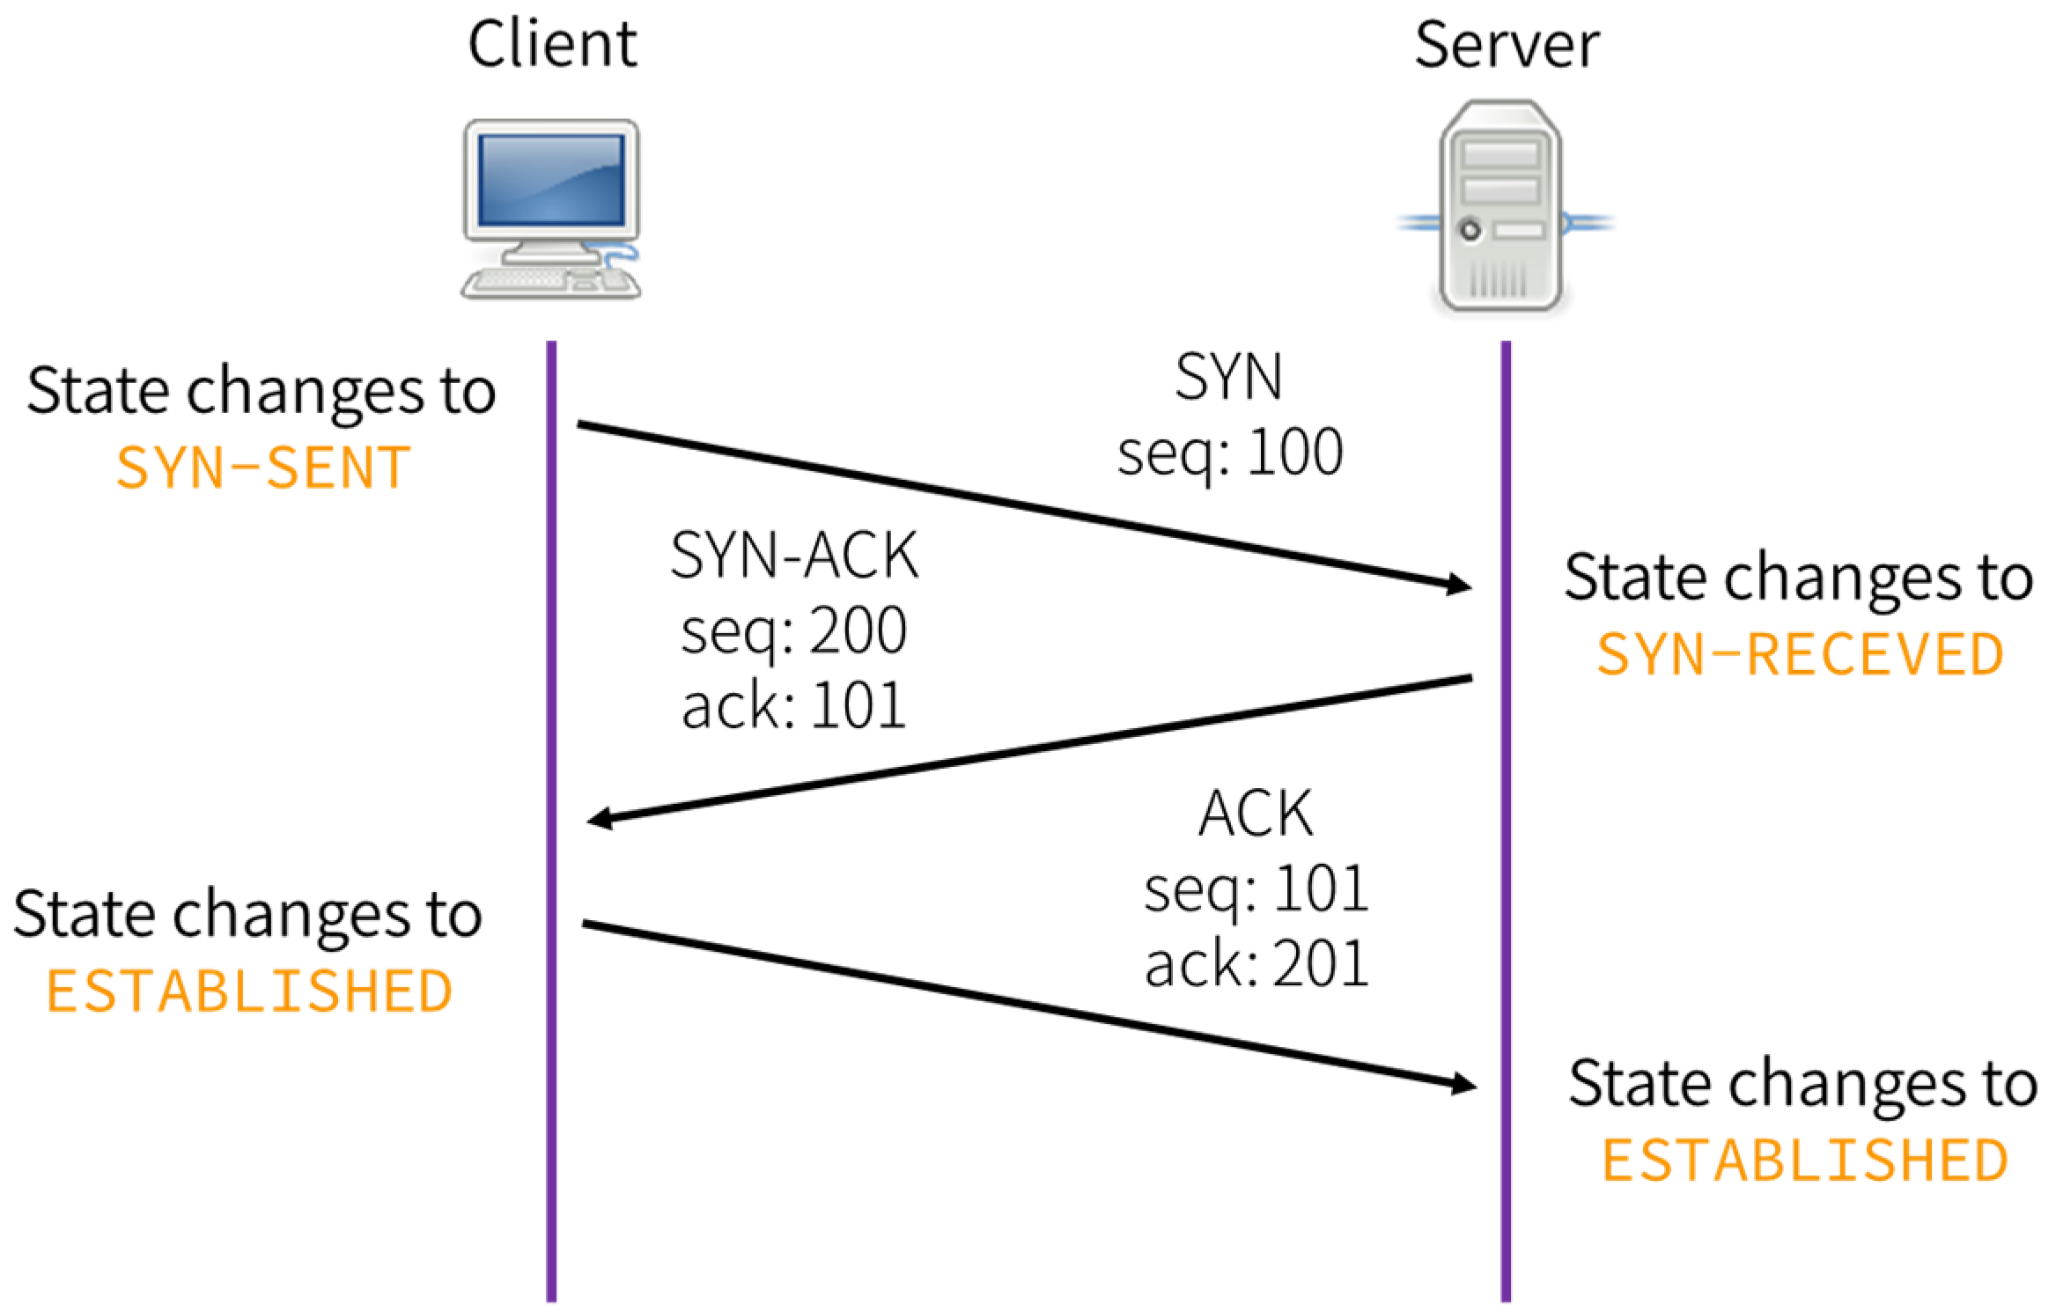 Client
Server
State changes to
SYN-SENT
SYN
seq: 100
SYN-ACK
seq: 200
ack: 101
State changes to
SYN-RECEVED
ACK
seq: 101
ack: 201
State changes to
ESTABLISHED
State changes to
ESTABLISHED